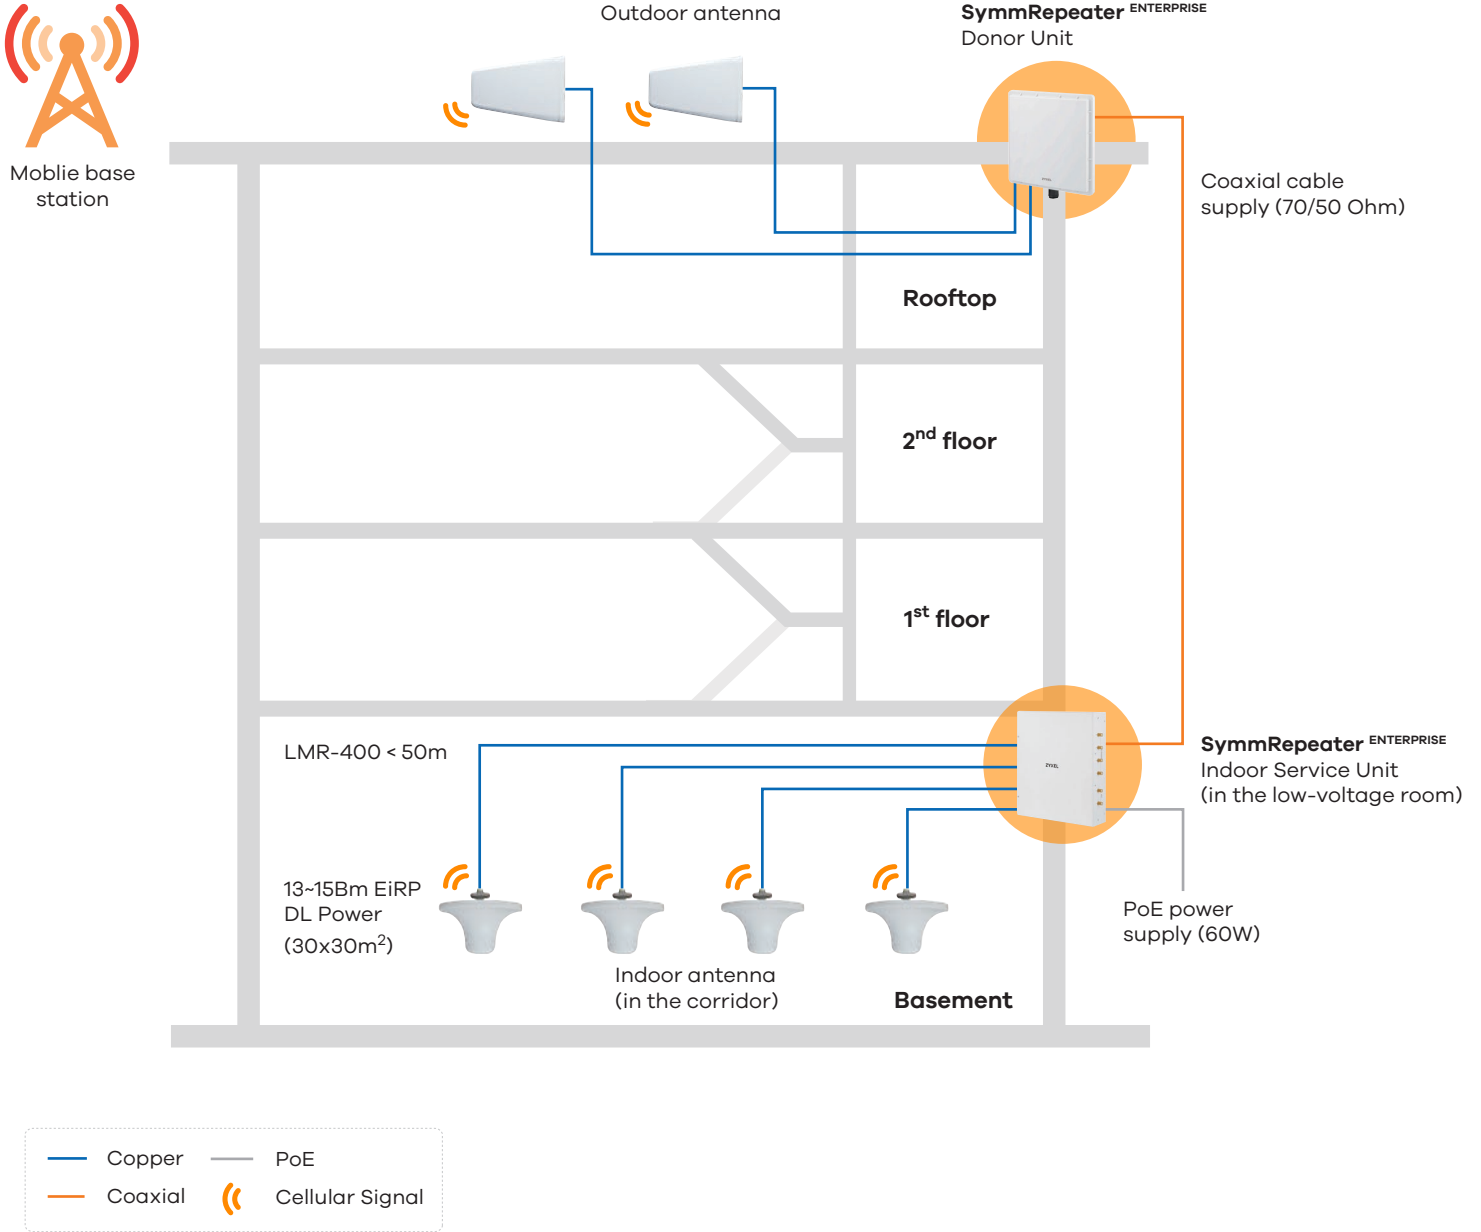 Outdoor antenna
SymmRepeater ENTERPRISE
Donor Unit
Moblie base
station
ZYXEL
Coaxial cable
supply (70/50 Ohm)
Rooftop
2nd floor
1st floor
LMR-400 < 50m
ZYXEL
SymmRepeater ENTERPRISE
Indoor Service Unit
(in the low-voltage room)
13~15Bm EiRP
DL Power
(30x30m2)
PoE power
supply (60W)
Indoor antenna
(in the corridor)
Basement
Copper
PoE
Coaxial
Cellular Signal